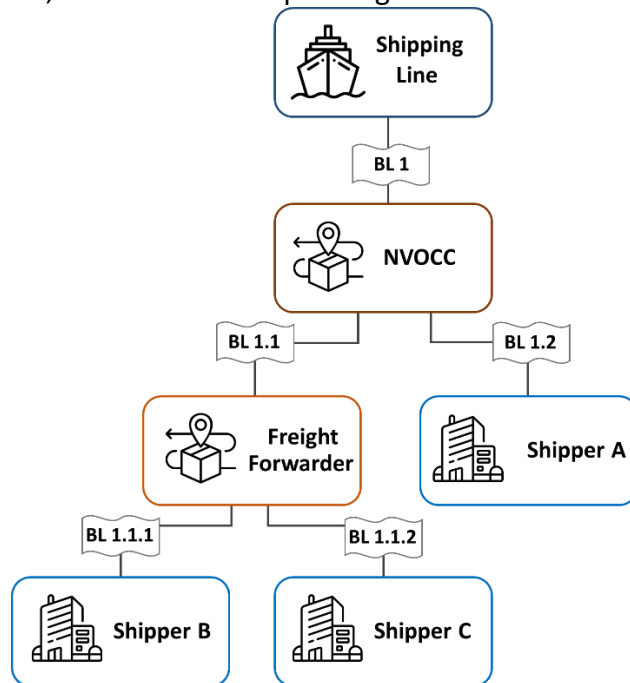 Shipping
Line
BL 1
NVOCC
BL 1.1
BL 1.2
Freight
Forwarder
Shipper A
BL 1.1.1
BL 1.1.2
Shipper B
Shipper C